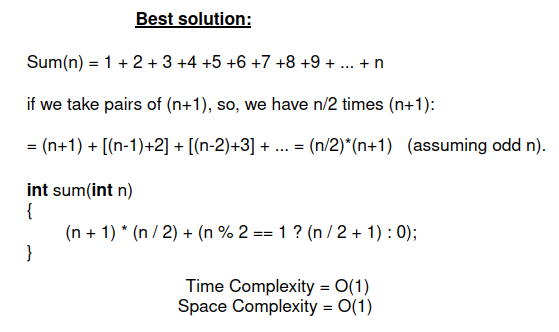 Best solution:
Sum(n) = 1 + 2 + 3 +4 +5 +6 +7 +8 +9 + ... + n
if we take pairs of (n+1), so, we have n/2 times (n+1):
= (n+1) + [(n-1)+2] + [(n-2)+3] + ... = (n/2)*(n+1) (assuming odd n).
int sum(int n)
{
(n + 1) * (n / 2) + (n % 2 == 1 ? (n / 2 + 1) : 0);
}
Time Complexity = O(1)
Space Complexity = O(1)